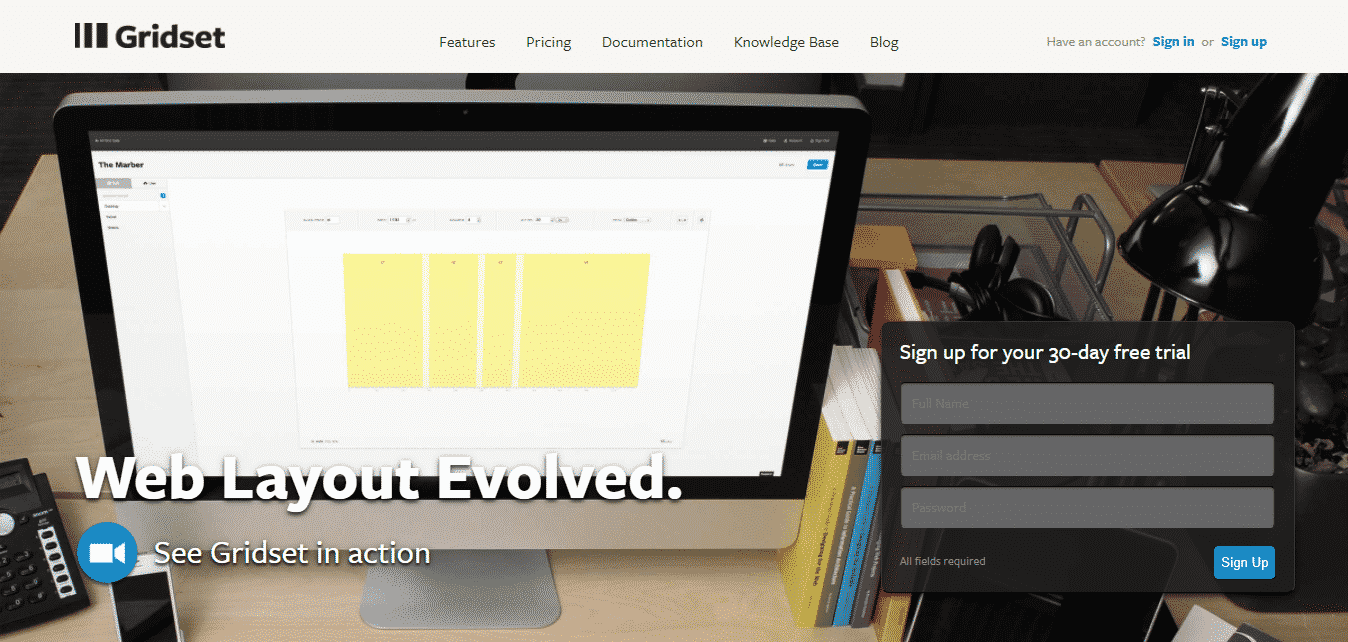 Gridset
Features Pricing Documentation Knowledge Base Blog
Have an account? Sign in or Sign up
The Marber
Sign up for your 30-day free trial
Full Name
Email address
Password
All fields required
Sign Up
Web Layout Evolved.
See Gridset in action